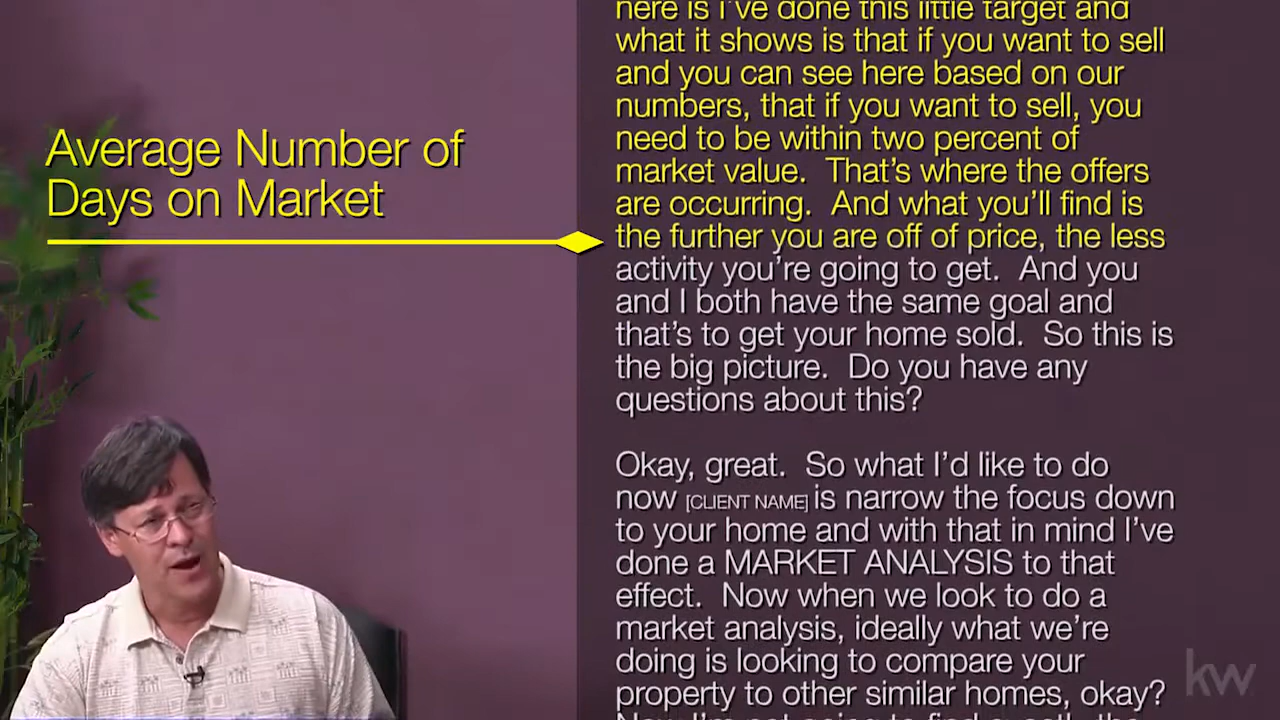 Average Number of
Days on Market
here is I've done this little target and
what it shows is that if you want to sell
and you can see here based on our
numbers, that if you want to sell, you
need to be within two percent of
market value.  That's where the offers
are occurring.  And what you'll find is
the further you are off of price, the less
activity you're going to get.  And you
and I both have the same goal and
that's to get your home sold.  So this is
the big picture.  Do you have any
questions about this?
Okay, great.  So what I'd like to do
now [CLIENT NAME] is narrow the focus down
to your home and with that in mind I've
done a MARKET ANALYSIS to that
effect.  Now when we look to do a
market analysis, ideally what we're
doing is looking to compare your
property to other similar homes, okay?
kw